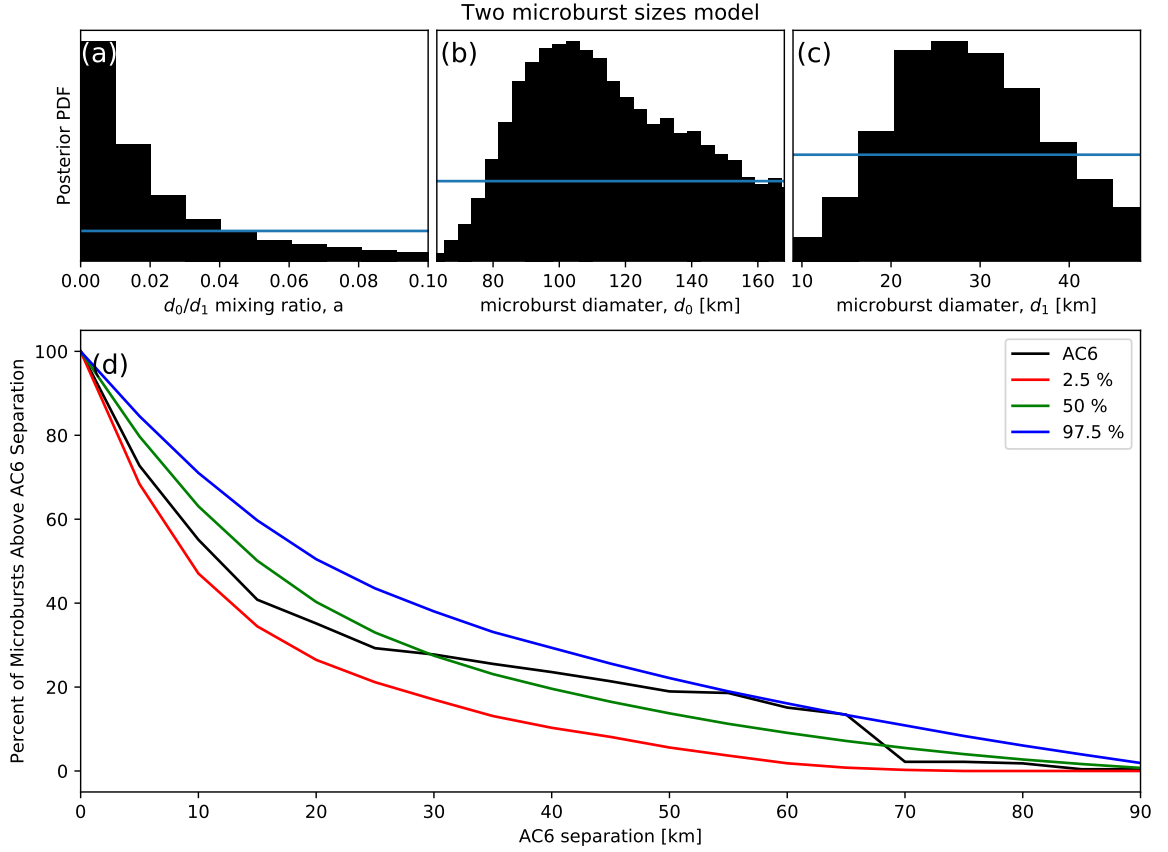 Two microburst sizes model
(a)
(b)
(c)
Posterior PDF
0.00 0.02 0.04 0.06 0.08 0.10
80 100 120 140 160
10 20 30 40
d₀/d₁ mixing ratio, a
microburst diamater, d₀ [km]
microburst diamater, d₁ [km]
(d)
AC6
2.5 %
50 %
97.5 %
Percent of Microbursts Above AC6 Separation
100
80
60
40
20
0
0 10 20 30 40 50 60 70 80 90
AC6 separation [km]